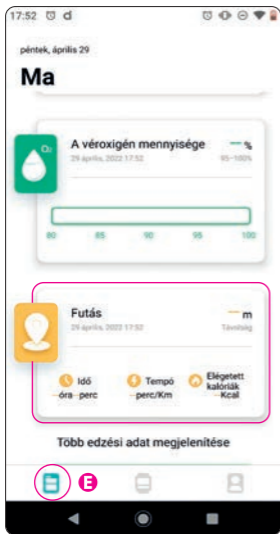 17:52
péntek, április 29
Ma
O₂
A véroxigén mennyisége
— %
29 április, 2022 17:52
95~100%
80 85 90 95 100
Futás
— m
29 április, 2022 17:52
Távolság
Idő
--óra--perc
Tempó
--perc/Km
Elégetett
kalóriák
--Kcal
Több edzési adat megjelenítése
E